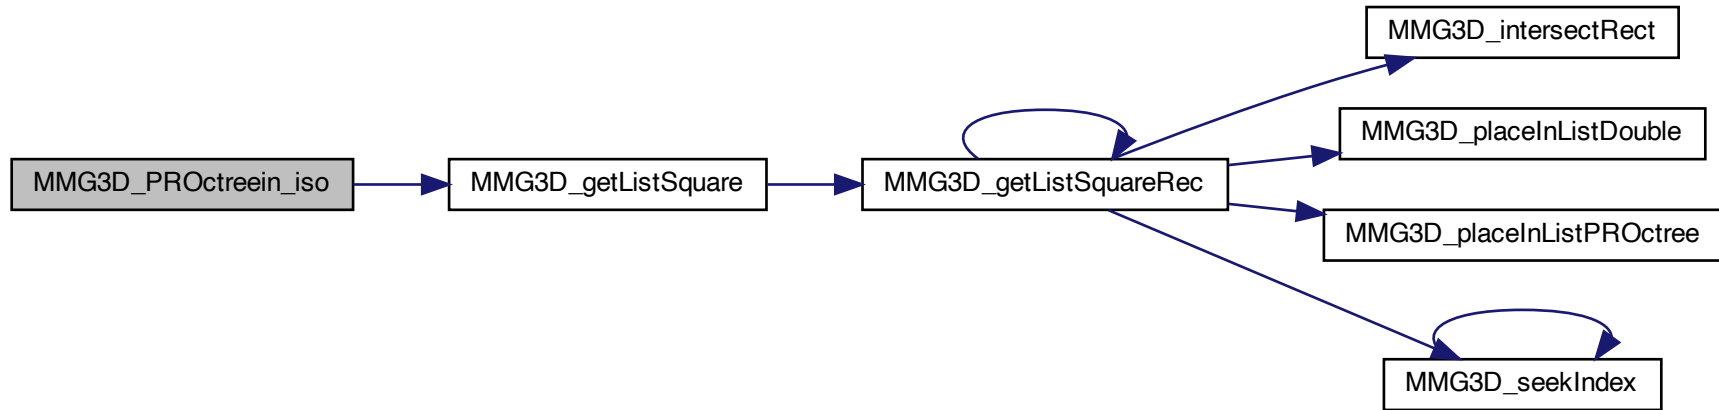 MMG3D_intersectRect
MMG3D_placeInListDouble
MMG3D_PROctreein_iso
MMG3D_getListSquare
MMG3D_getListSquareRec
MMG3D_placeInListPROctree
MMG3D_seekIndex